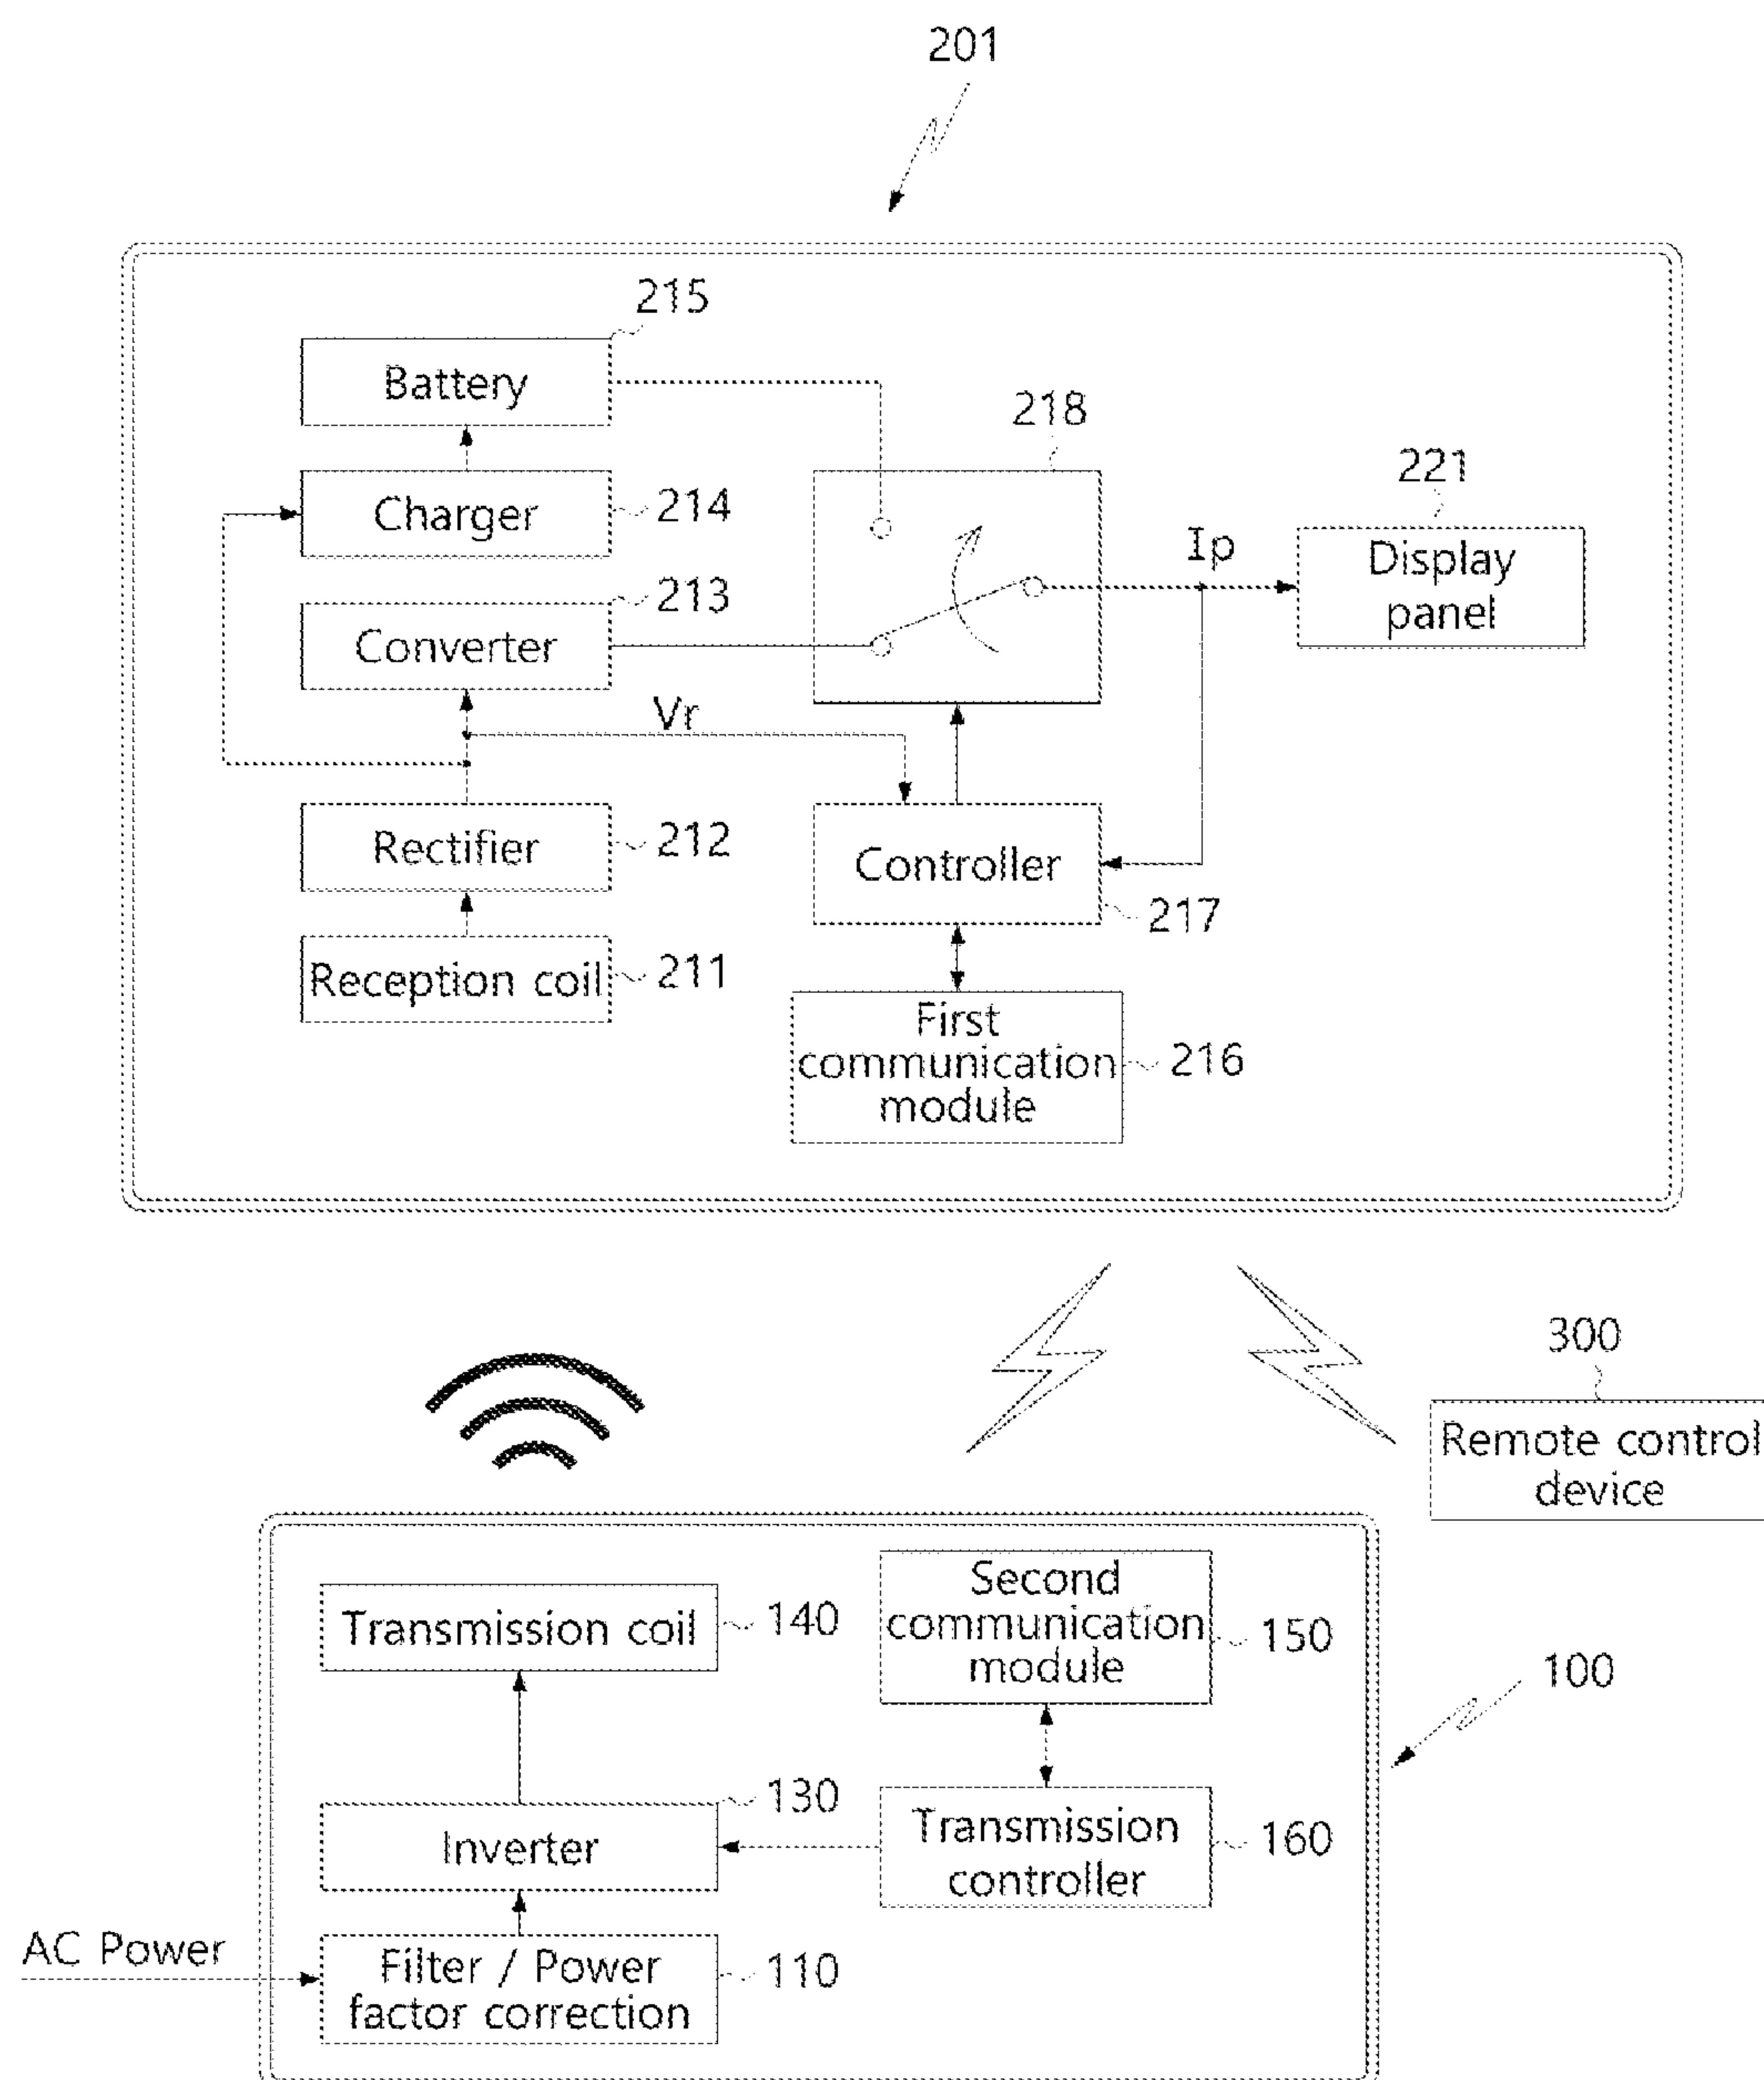 201
215
Battery
218
221
Charger
214
Ip
Display
panel
213
Converter
Vr
Rectifier
212
Controller
217
Reception coil
211
First
communication
module
216
300
Remote control
device
Transmission coil
140
Second
communication
module
150
100
130
Inverter
Transmission
controller
160
AC Power
Filter / Power
factor correction
110